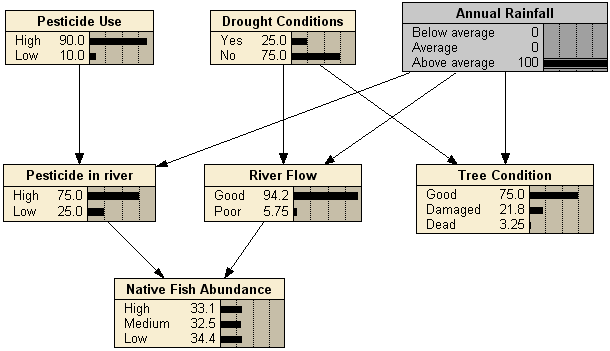 Pesticide Use
High 90.0
Low 10.0
Drought Conditions
Yes 25.0
No 75.0
Annual Rainfall
Below average 0
Average 0
Above average 100
Pesticide in river
High 75.0
Low 25.0
River Flow
Good 94.2
Poor 5.75
Tree Condition
Good 75.0
Damaged 21.8
Dead 3.25
Native Fish Abundance
High 33.1
Medium 32.5
Low 34.4